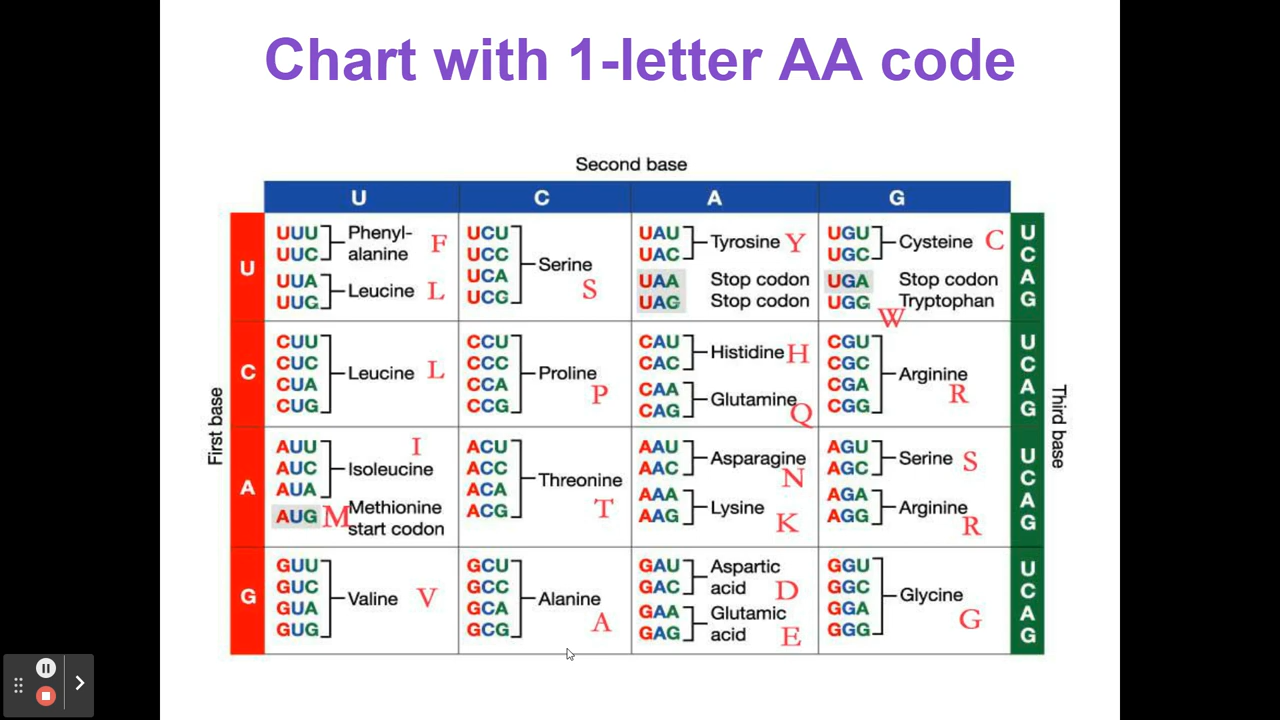 Chart with 1-letter AA code
Second base
U C A G
First base
Third base
U
UUU
UUC
Phenyl-
alanine F
UUA
UUG
Leucine L
UCU
UCC
UCA
UCG
Serine
S
UAU
UAC
Tyrosine Y
UAA Stop codon
UAG Stop codon
UGU
UGC
Cysteine C
UGA Stop codon
UGG Tryptophan
W
U
C
A
G
C
CUU
CUC
CUA
CUG
Leucine L
CCU
CCC
CCA
CCG
Proline
P
CAU
CAC
Histidine H
CAA
CAG
Glutamine
Q
CGU
CGC
CGA
CGG
Arginine
R
U
C
A
G
A
AUU
AUC
AUA
I
Isoleucine
AUG M Methionine
start codon
ACU
ACC
ACA
ACG
Threonine
T
AAU
AAC
Asparagine
N
AAA
AAG
Lysine
K
AGU
AGC
Serine S
AGA
AGG
Arginine
R
U
C
A
G
G
GUU
GUC
GUA
GUG
Valine V
GCU
GCC
GCA
GCG
Alanine
A
GAU
GAC
Aspartic
acid D
GAA
GAG
Glutamic
acid E
GGU
GGC
GGA
GGG
Glycine
G
U
C
A
G